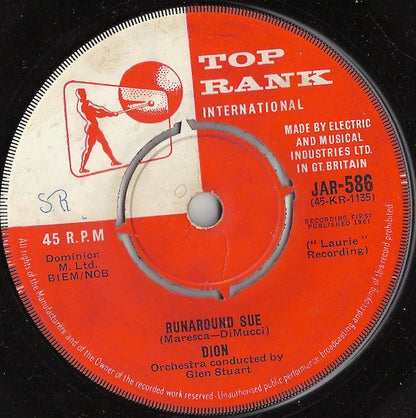 TOP
RANK
INTERNATIONAL
MADE BY ELECTRIC
AND MUSICAL
INDUSTRIES LTD.
IN GT. BRITAIN
JAR-586
(45-KR-1135)
RECORDING FIRST
PUBLISHED 1961
(" Laurie "
Recording)
SR
45 R.P.M
Dominion
M. Ltd.
BIEM/NCB
RUNAROUND SUE
(Maresca—DiMucci)
DION
Orchestra conducted by
Glen Stuart
All rights of the Manufacturers and of the Owner of the recorded work reserved. Unauthorised public performance, broadcasting and copying of this record prohibited.